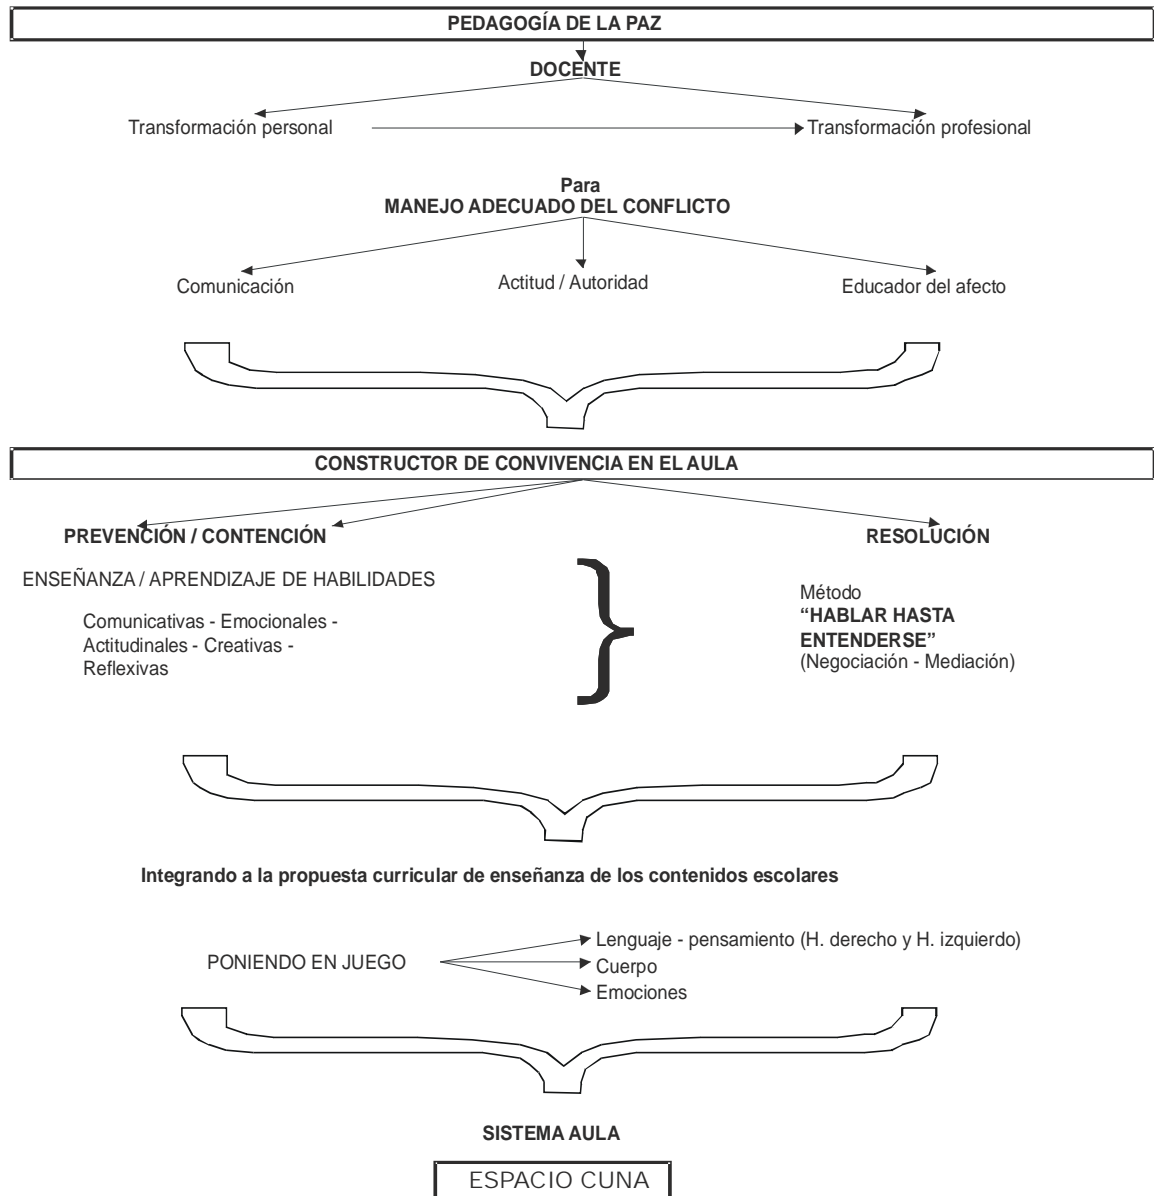 PEDAGOGÍA DE LA PAZ
DOCENTE
Transformación personal
Transformación profesional
Para
MANEJO ADECUADO DEL CONFLICTO
Comunicación
Actitud / Autoridad
Educador del afecto
CONSTRUCTOR DE CONVIVENCIA EN EL AULA
PREVENCIÓN / CONTENCIÓN
ENSEÑANZA / APRENDIZAJE DE HABILIDADES
Comunicativas - Emocionales -
Actitudinales - Creativas -
Reflexivas
RESOLUCIÓN
Método
“HABLAR HASTA
ENTENDERSE”
(Negociación - Mediación)
Integrando a la propuesta curricular de enseñanza de los contenidos escolares
PONIENDO EN JUEGO
Lenguaje - pensamiento (H. derecho y H. izquierdo)
Cuerpo
Emociones
SISTEMA AULA
ESPACIO CUNA